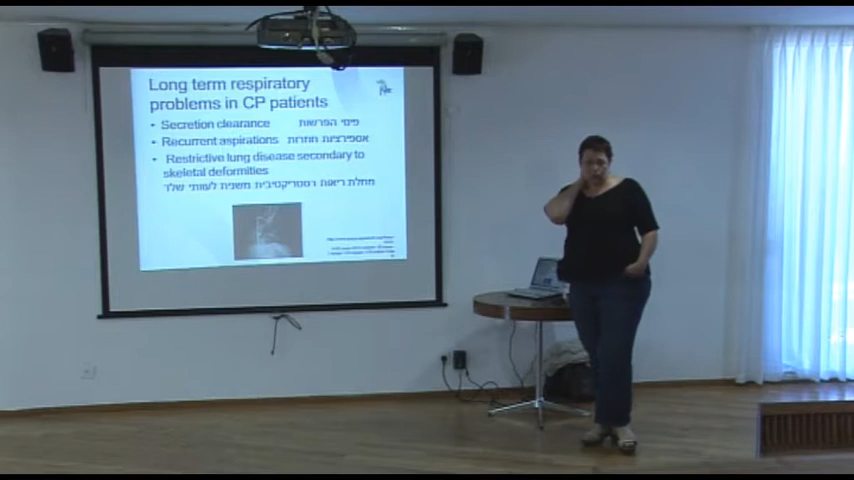 Long term respiratory
problems in CP patients
• Secretion clearance פינוי הפרשות
• Recurrent aspirations אספירציות חוזרות
• Restrictive lung disease secondary to
skeletal deformities
מחלת ריאות רסטריקטיבית משנית לעוותי שלד